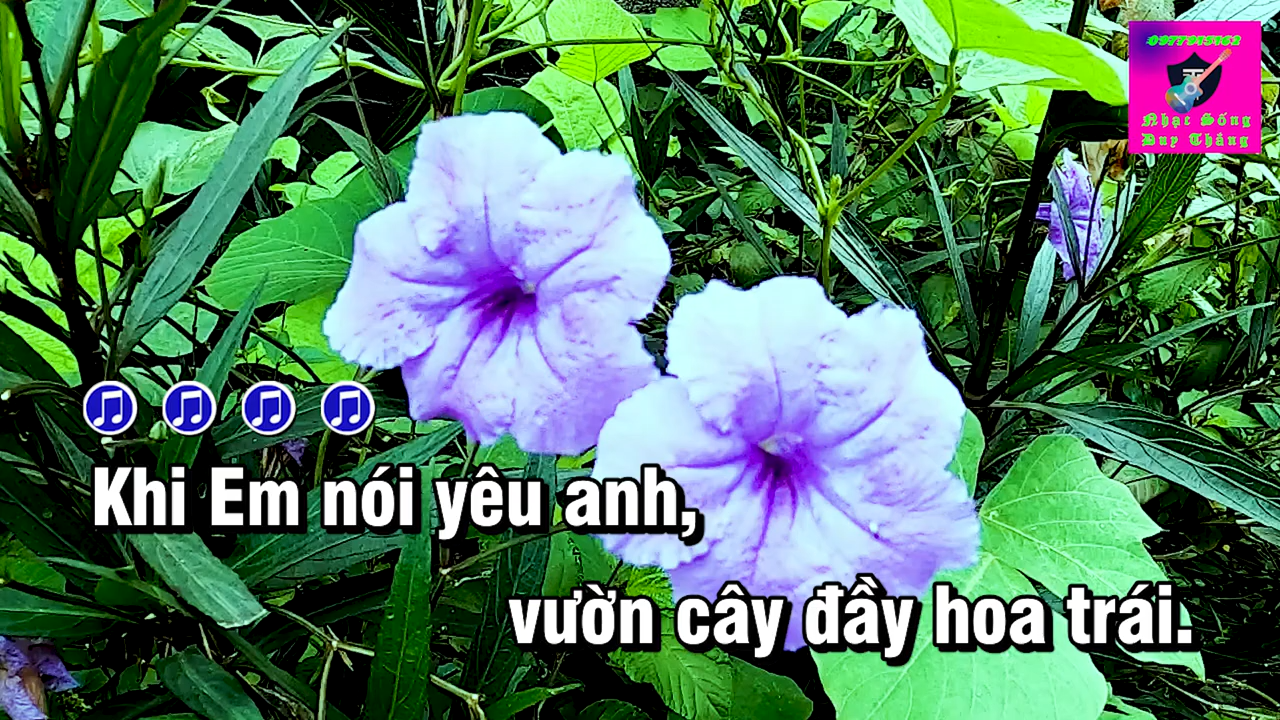 Nhạc Sống
Duy Thắng
Khi Em nói yêu anh,
vườn cây đầy hoa trái.